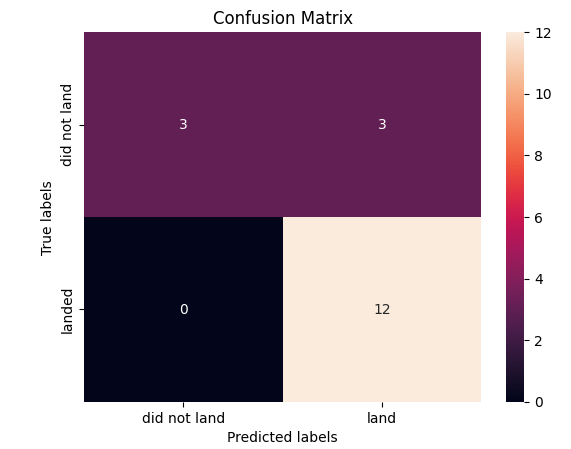 Confusion Matrix
True labels
did not land
3
3
landed
0
12
did not land
land
Predicted labels
12
10
8
6
4
2
0